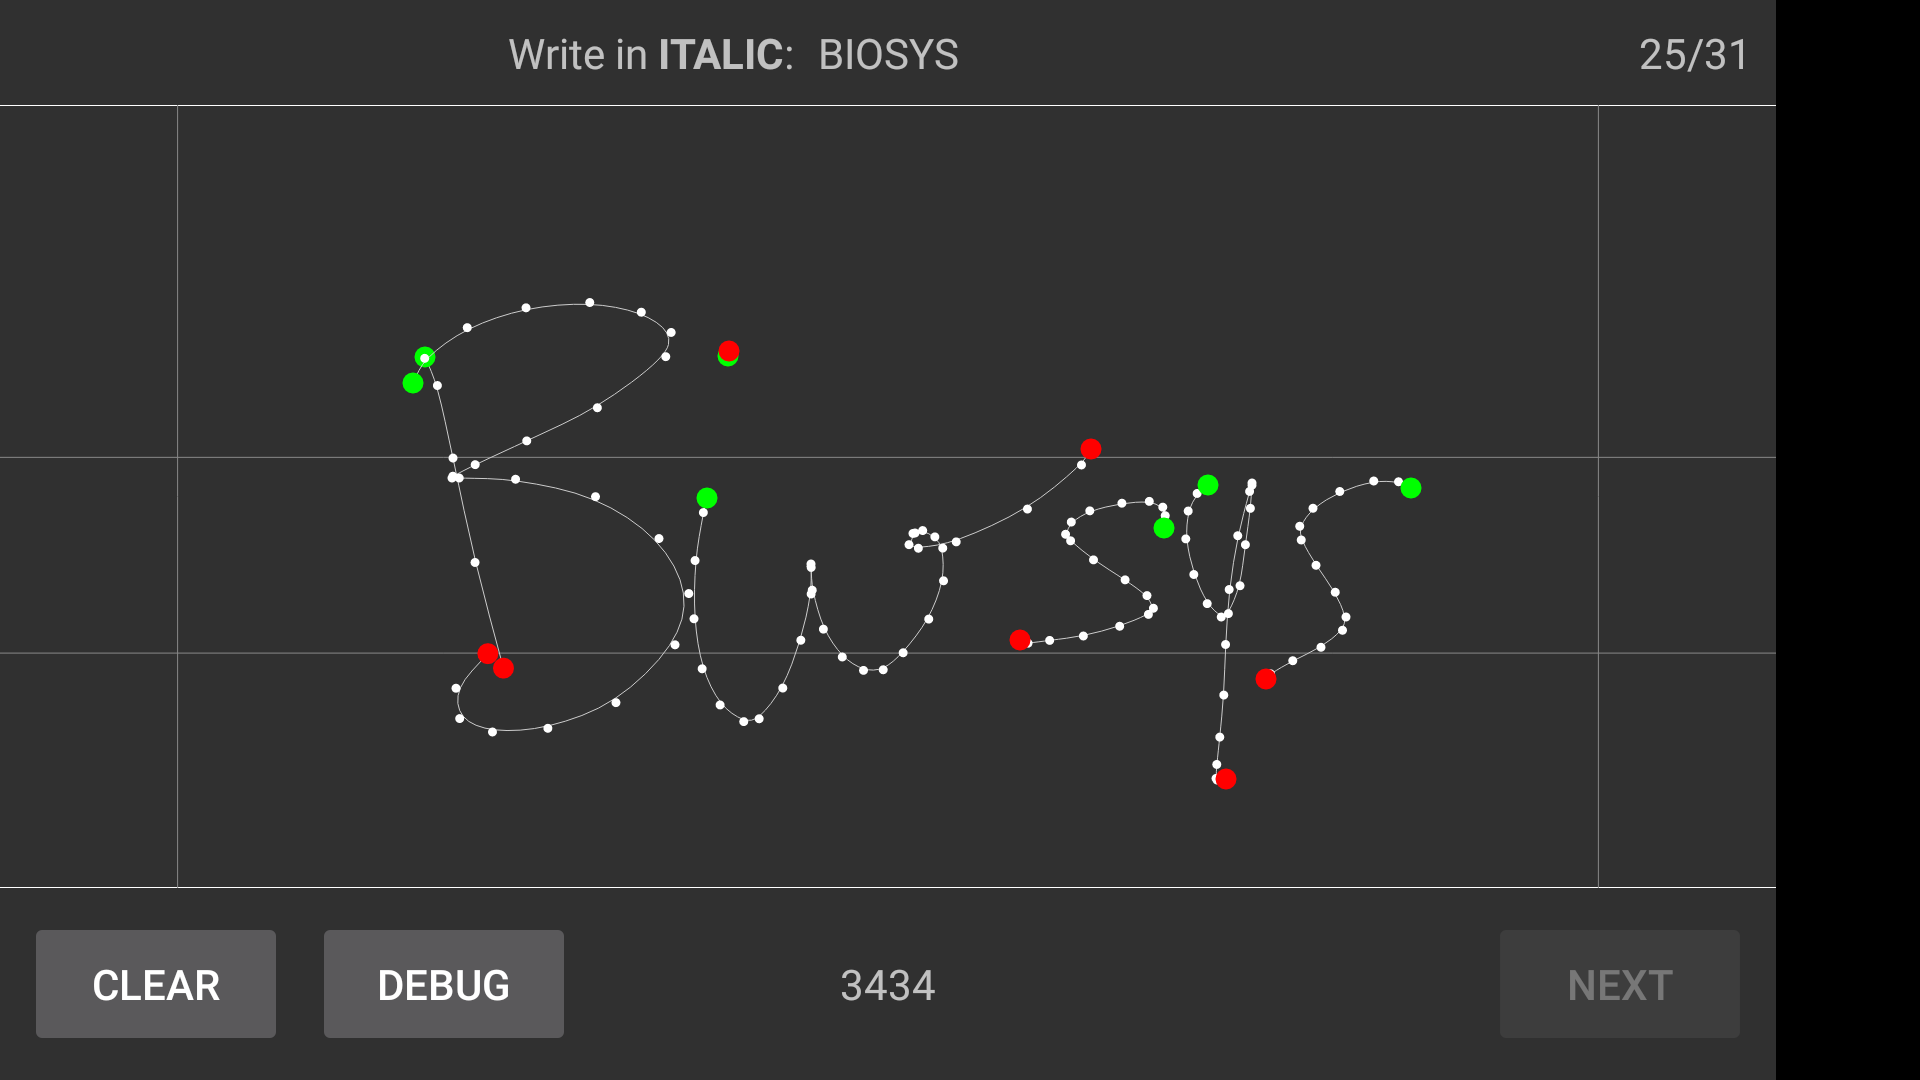 Write in ITALIC: BIOSYS
25/31
Biosys
CLEAR
DEBUG
3434
NEXT